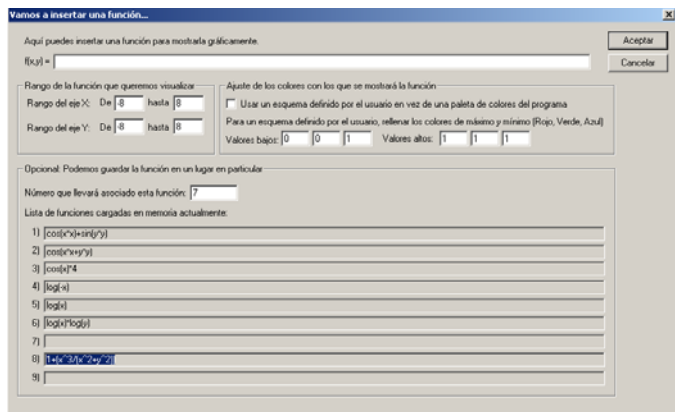 Vamos a insertar una función...
Aquí puedes insertar una función para mostrarla gráficamente.
Aceptar
f(x,y) =
Cancelar
Rango de la función que queremos visualizar
Rango del eje X: De -8 hasta 8
Rango del eje Y: De -8 hasta 8
Ajuste de los colores con los que se mostrará la función
Usar un esquema definido por el usuario en vez de una paleta de colores del programa
Para un esquema definido por el usuario, rellenar los colores de máximo y mínimo (Rojo, Verde, Azul)
Valores bajos: 0 0 1 Valores altos: 1 1 1
Opcional: Podemos guardar la función en un lugar en particular
Número que llevará asociado esta función: 7
Lista de funciones cargadas en memoria actualmente:
1) cos(x*x)+sin(y*y)
2) cos(x*x+y*y)
3) cos(x)*4
4) log(-x)
5) log(x)
6) log(x)*log(y)
7)
8) 1+(x^3/(x^2+y^2))
9)